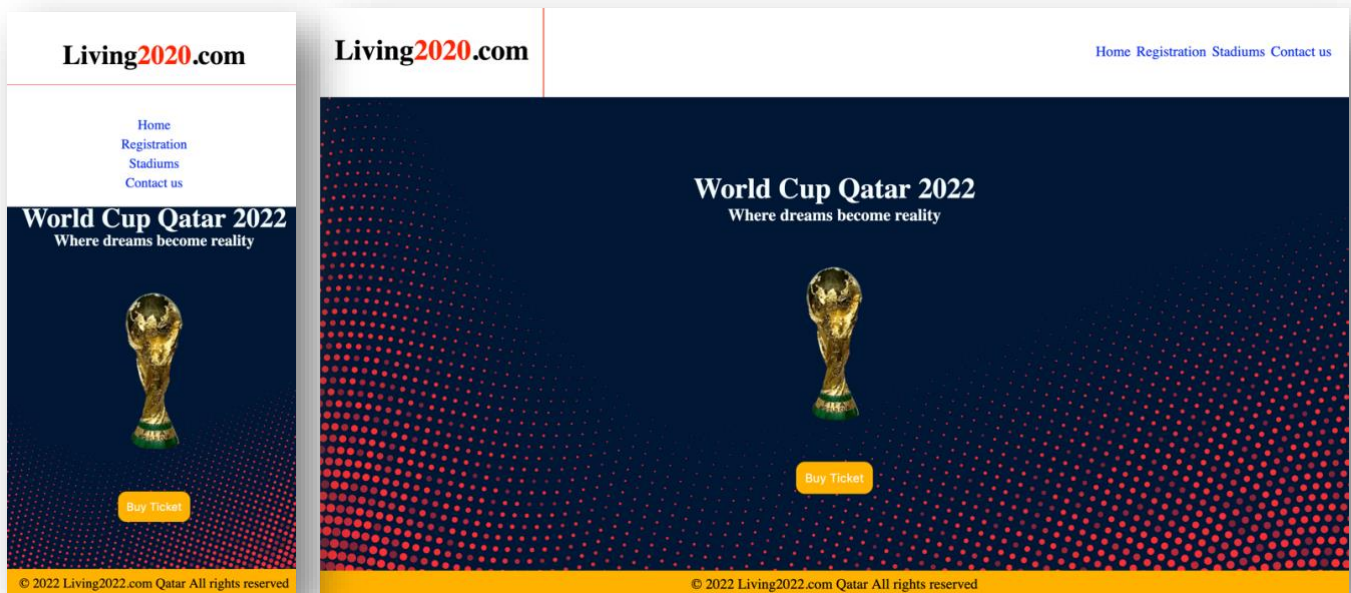 Living2020.com
Home
Registration
Stadiums
Contact us
World Cup Qatar 2022
Where dreams become reality
Buy Ticket
© 2022 Living2022.com Qatar All rights reserved
Living2020.com
Home Registration Stadiums Contact us
World Cup Qatar 2022
Where dreams become reality
Buy Ticket
© 2022 Living2022.com Qatar All rights reserved